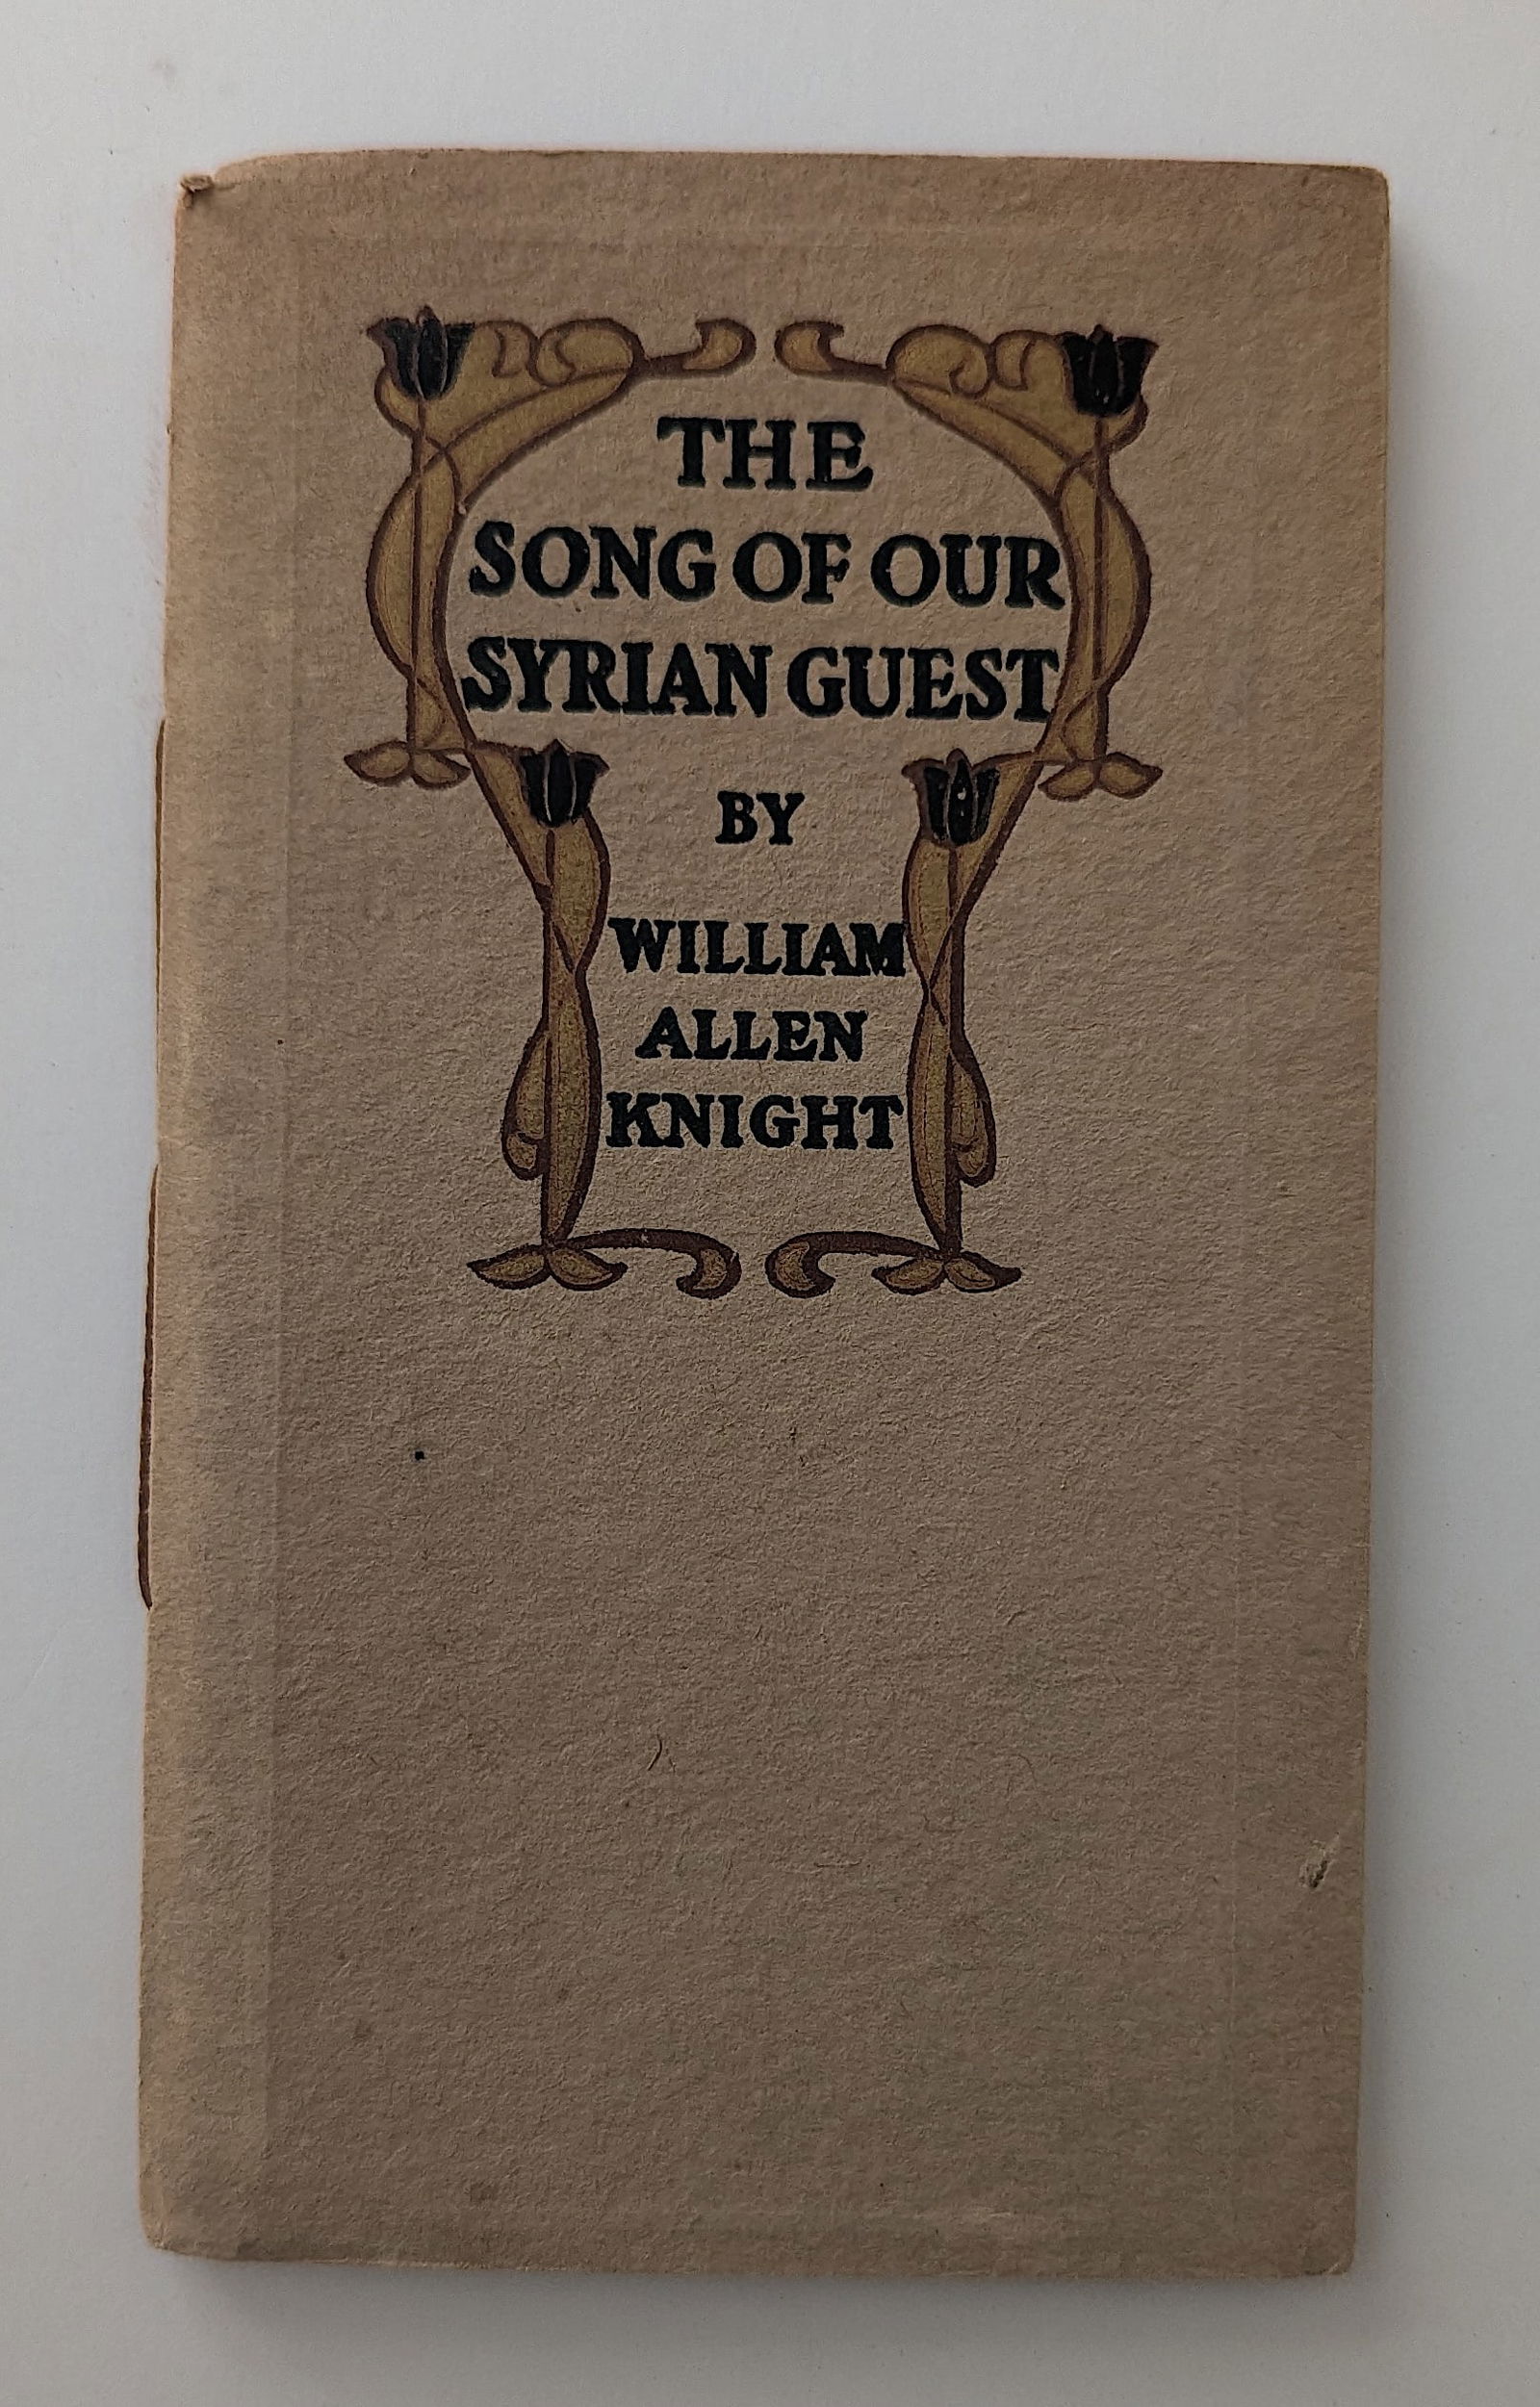 THE
SONG OF OUR
SYRIAN GUEST
BY
WILLIAM
ALLEN
KNIGHT